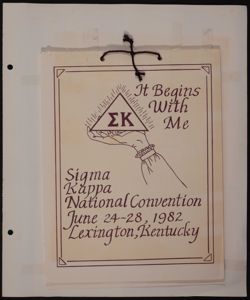 It Begins
With
Me
ΣΚ
Sigma
Kappa
National Convention
June 24-28, 1982
Lexington, Kentucky